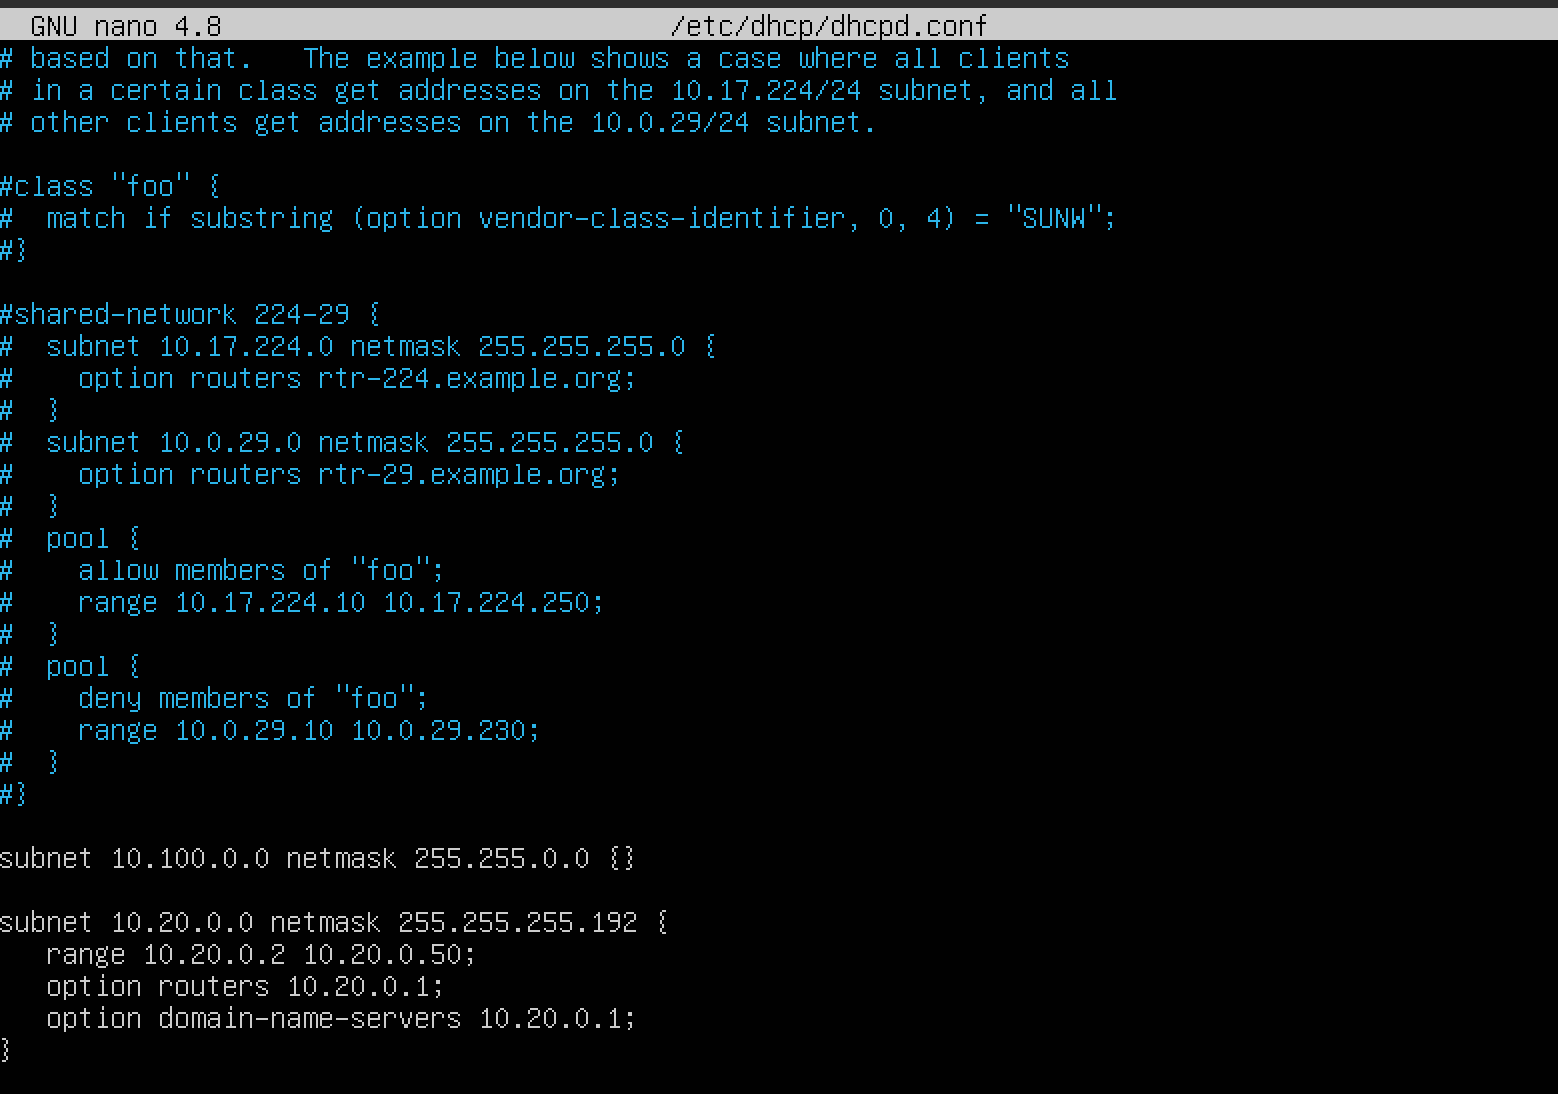 GNU nano 4.8 /etc/dhcp/dhcpd.conf
# based on that.   The example below shows a case where all clients
# in a certain class get addresses on the 10.17.224/24 subnet, and all
# other clients get addresses on the 10.0.29/24 subnet.

#class "foo" {
#  match if substring (option vendor-class-identifier, 0, 4) = "SUNW";
#}

#shared-network 224-29 {
#  subnet 10.17.224.0 netmask 255.255.255.0 {
#    option routers rtr-224.example.org;
#  }
#  subnet 10.0.29.0 netmask 255.255.255.0 {
#    option routers rtr-29.example.org;
#  }
#  pool {
#    allow members of "foo";
#    range 10.17.224.10 10.17.224.250;
#  }
#  pool {
#    deny members of "foo";
#    range 10.0.29.10 10.0.29.230;
#  }
#}

subnet 10.100.0.0 netmask 255.255.0.0 {}

subnet 10.20.0.0 netmask 255.255.255.192 {
   range 10.20.0.2 10.20.0.50;
   option routers 10.20.0.1;
   option domain-name-servers 10.20.0.1;
}